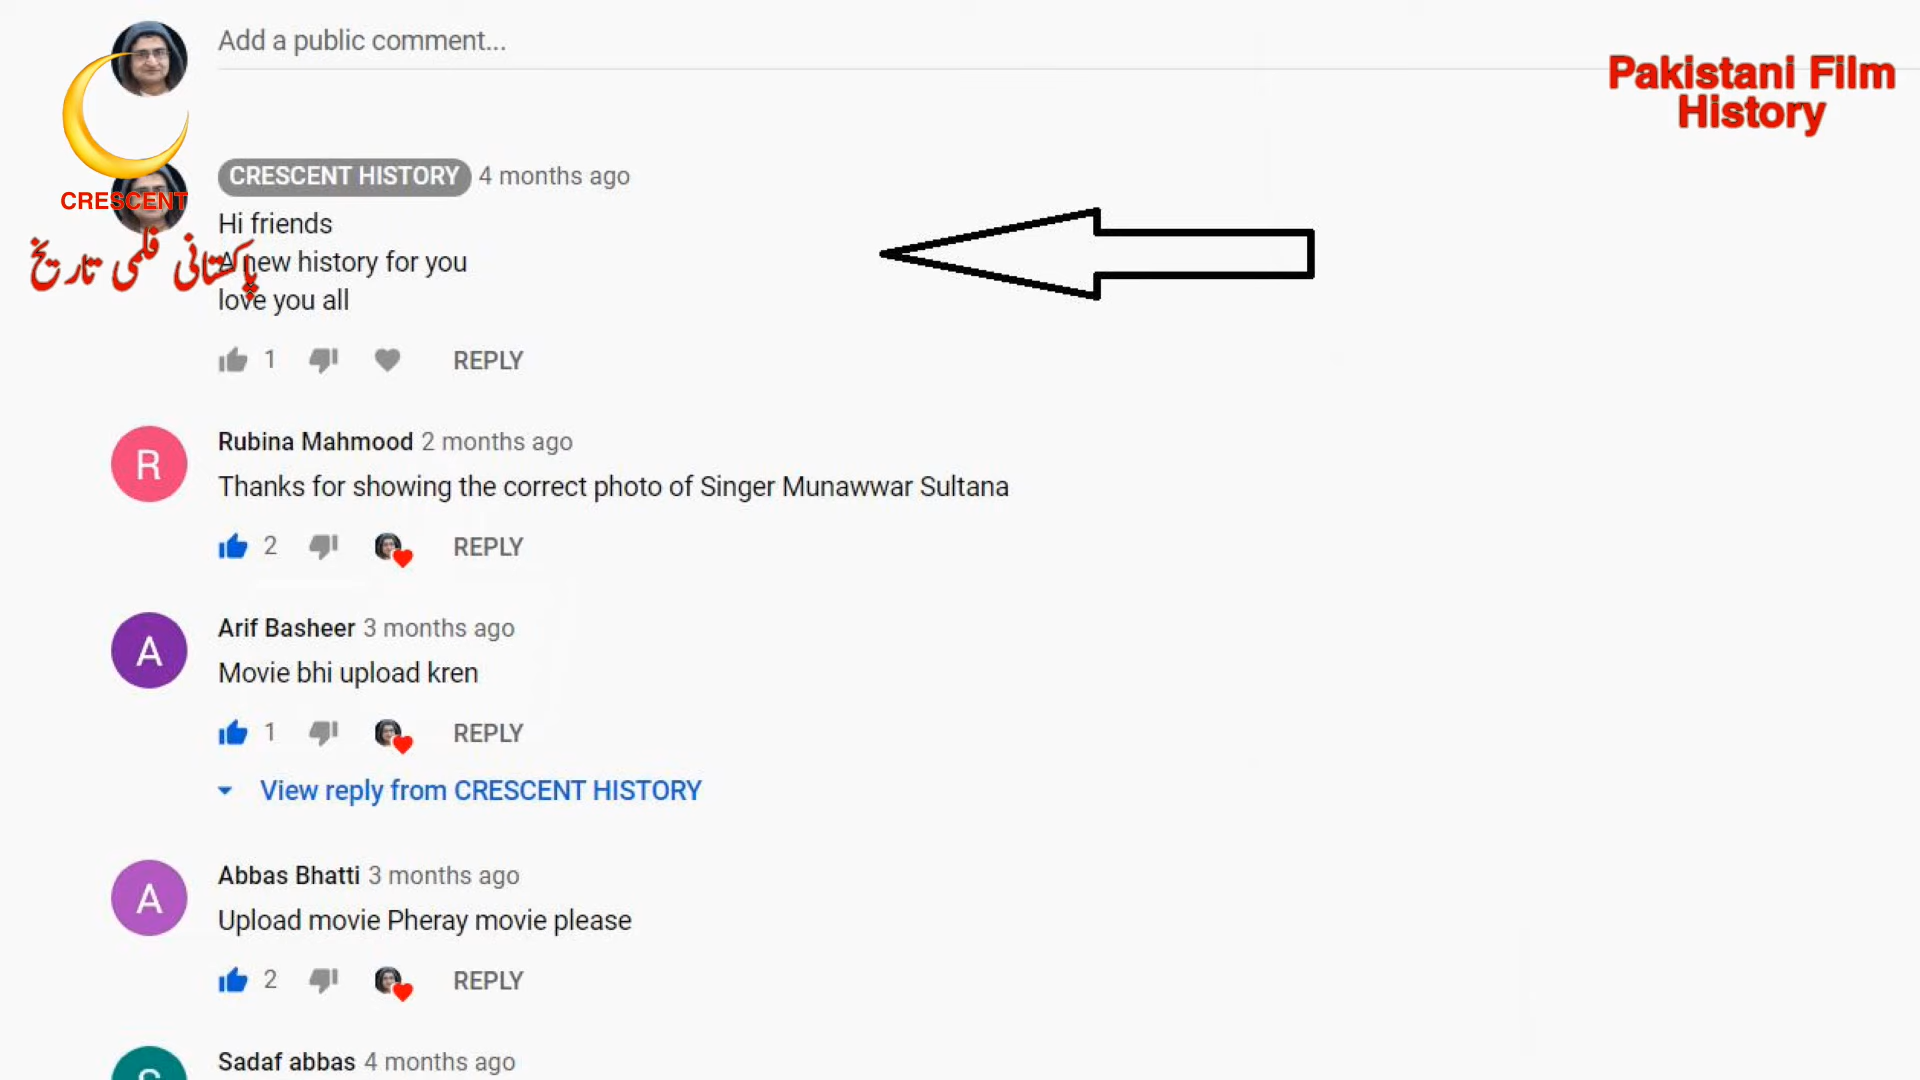 Add a public comment...
Pakistani Film
History
CRESCENT HISTORY 4 months ago
CRESCENT
Hi friends
A new history for you
love you all
پاکستانی فلمی تاریخ
1 REPLY
R
Rubina Mahmood 2 months ago
Thanks for showing the correct photo of Singer Munawwar Sultana
2 REPLY
A
Arif Basheer 3 months ago
Movie bhi upload kren
1 REPLY
View reply from CRESCENT HISTORY
A
Abbas Bhatti 3 months ago
Upload movie Pheray movie please
2 REPLY
Sadaf abbas 4 months ago